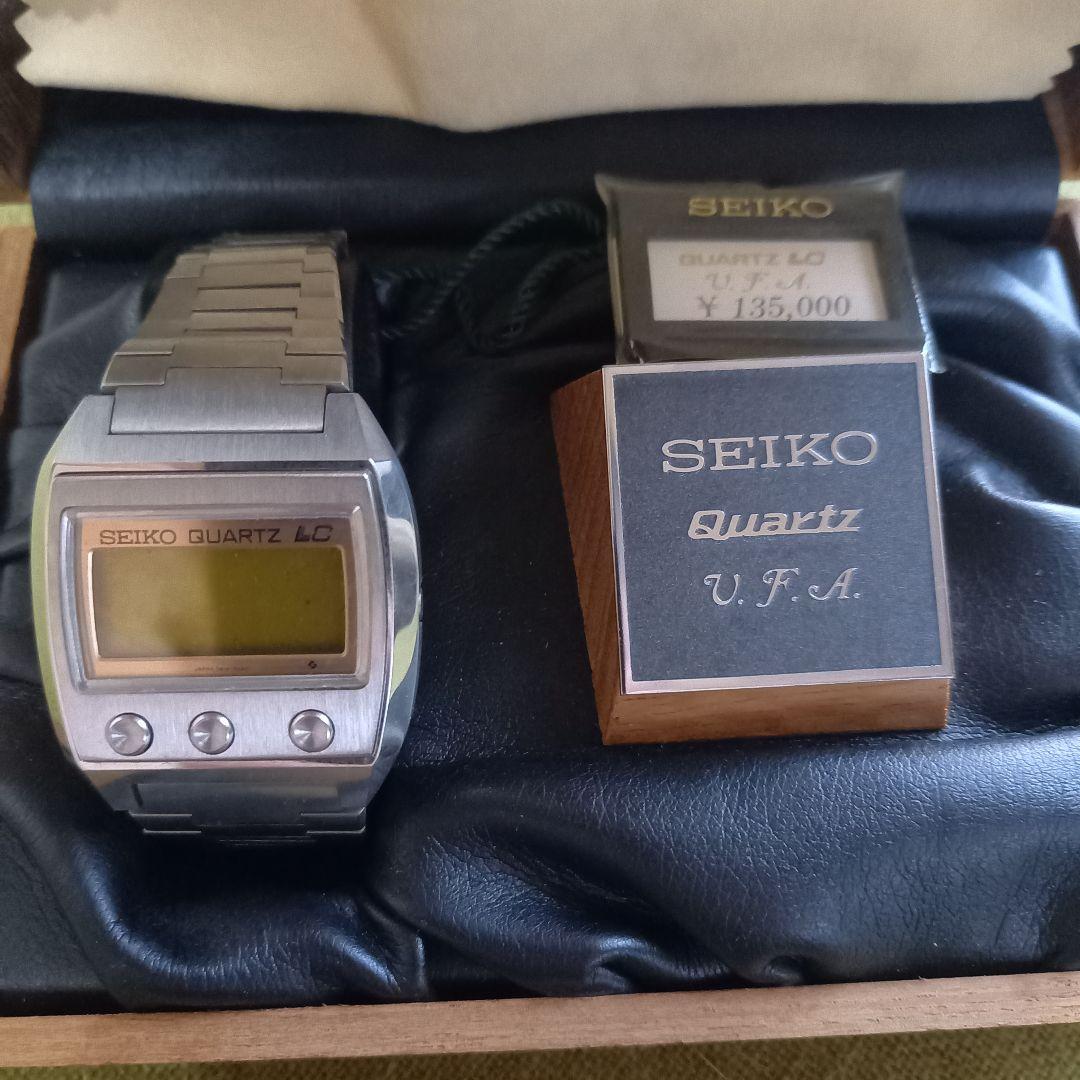 SEIKO
QUARTZ LC
V.F.A.
¥ 135,000
SEIKO
Quartz
V.F.A.
SEIKO QUARTZ LC